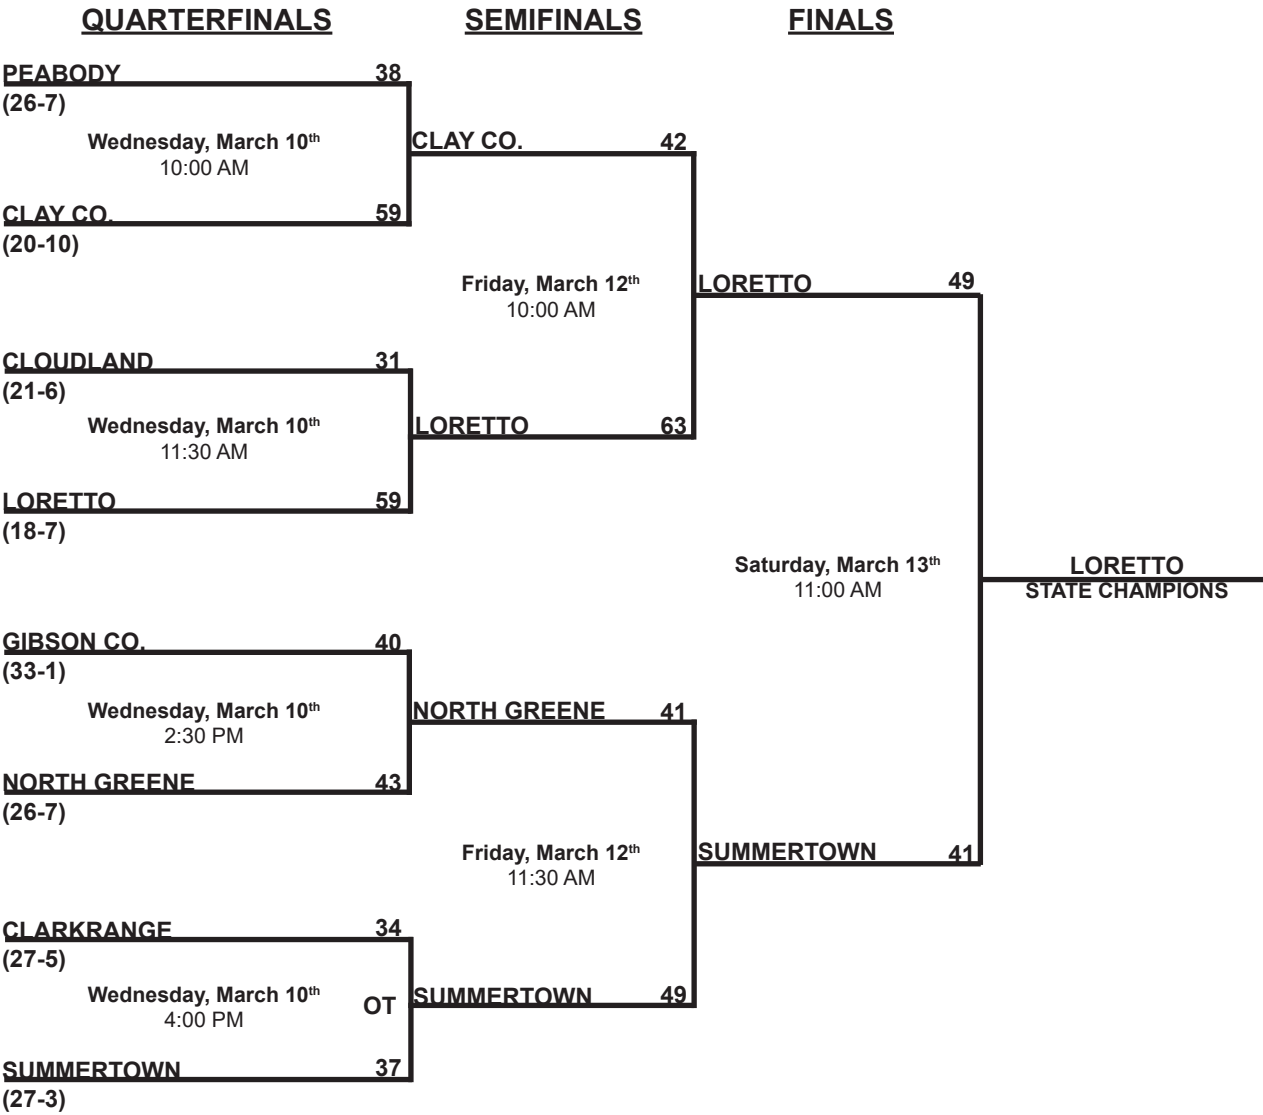 QUARTERFINALS SEMIFINALS FINALS
PEABODY 38
(26-7)
Wednesday, March 10th
10:00 AM
CLAY CO. 59
(20-10)
CLAY CO. 42
Friday, March 12th
10:00 AM
CLOUDLAND 31
(21-6)
Wednesday, March 10th
11:30 AM
LORETTO 59
(18-7)
LORETTO 63
LORETTO 49
Saturday, March 13th
11:00 AM
LORETTO
STATE CHAMPIONS
GIBSON CO. 40
(33-1)
Wednesday, March 10th
2:30 PM
NORTH GREENE 43
(26-7)
NORTH GREENE 41
Friday, March 12th
11:30 AM
SUMMERTOWN 41
CLARKRANGE 34
(27-5)
Wednesday, March 10th
4:00 PM
OT
SUMMERTOWN 37
(27-3)
SUMMERTOWN 49